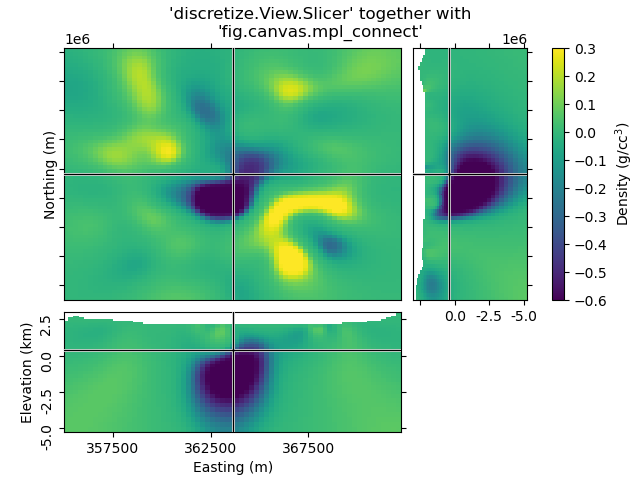 'discretize.View.Slicer' together with
'fig.canvas.mpl_connect'
1e6
1e6
Northing (m)
0.3
0.2
0.1
0.0
−0.1
−0.2
−0.3
−0.4
−0.5
−0.6
Density (g/cc³)
0.0 -2.5 -5.0
Elevation (km)
2.5
0.0
-2.5
-5.0
357500 362500 367500
Easting (m)